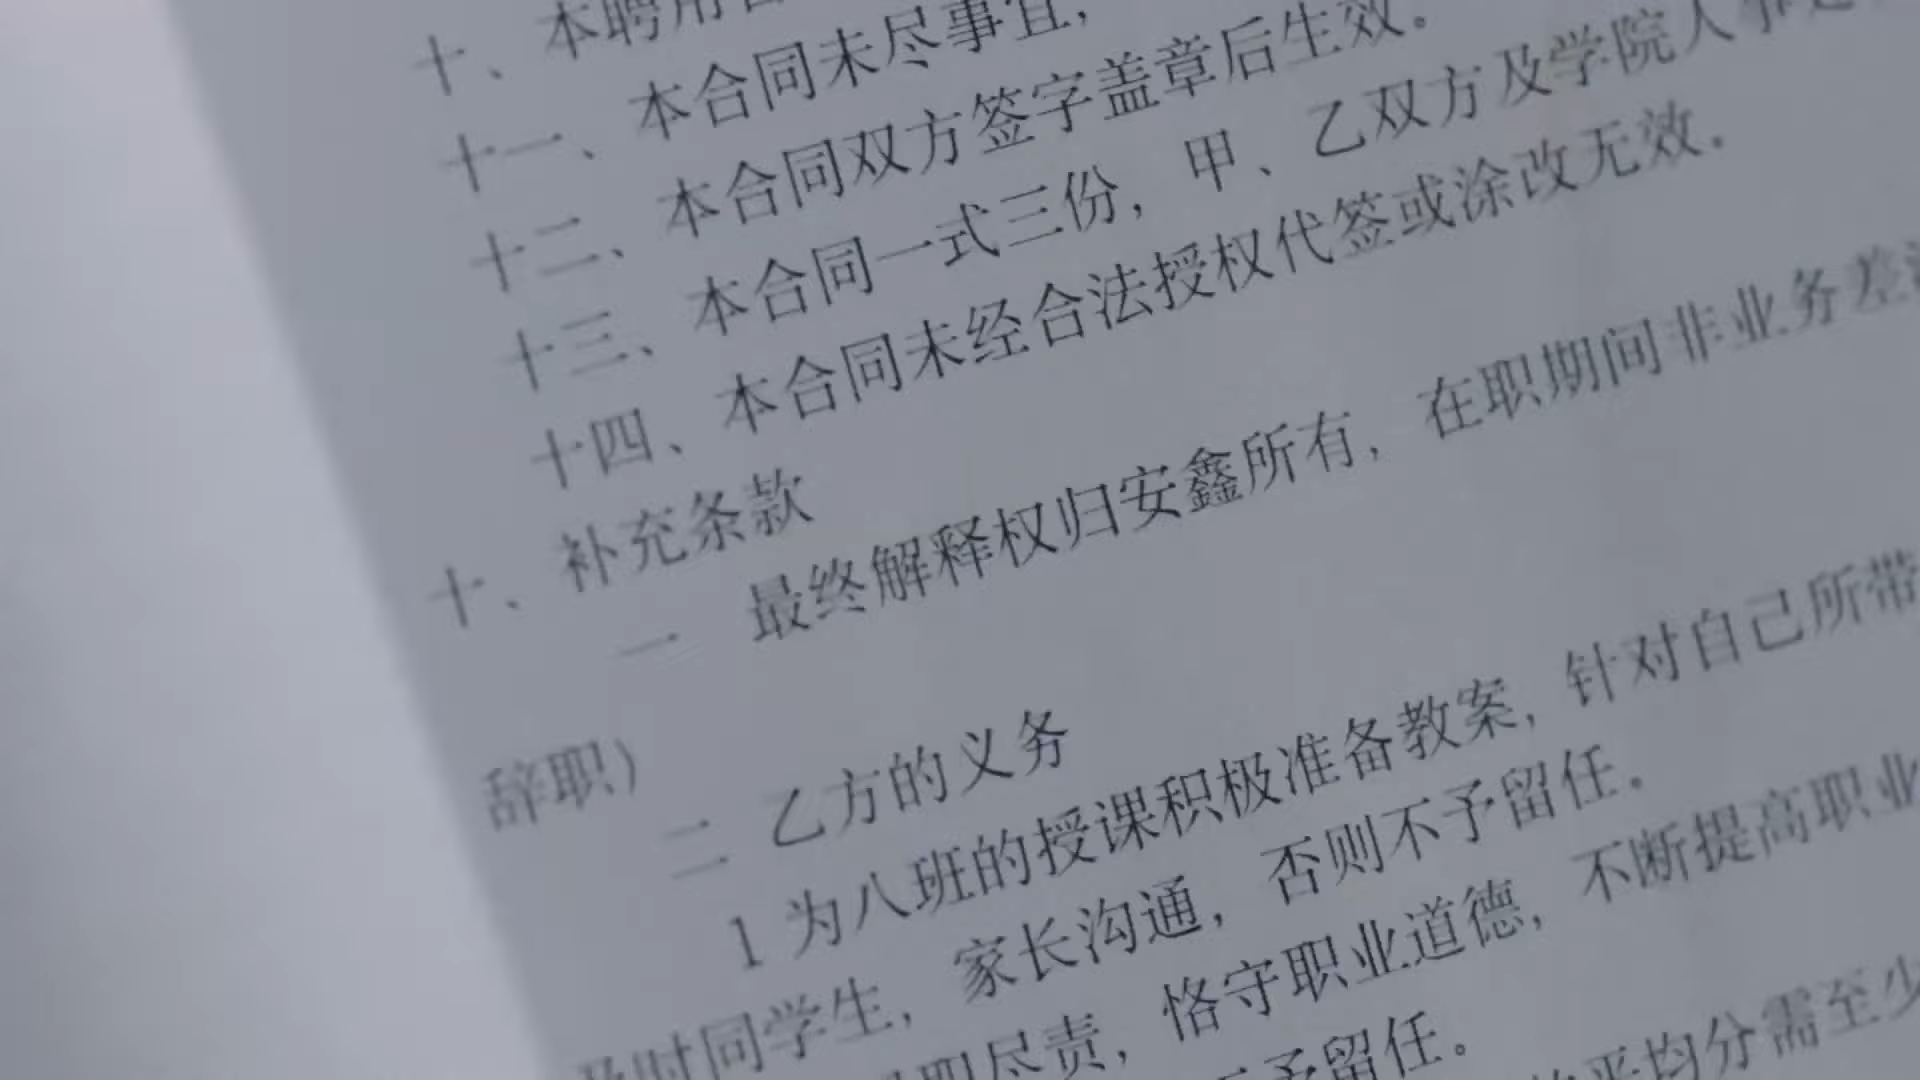 十、本聘用
十一、本合同未尽事宜，
十二、本合同双方签字盖章后生效。
十三、本合同一式三份，甲、乙双方及学院人事
十四、本合同未经合法授权代签或涂改无效。
十、补充条款
一 最终解释权归安鑫所有，在职期间非业务差
辞职）
二 乙方的义务
1 为八班的授课积极准备教案，针对自己所带
及时同学生，家长沟通，否则不予留任。
职尽责，恪守职业道德，不断提高职业
不予留任。
平均分需至少